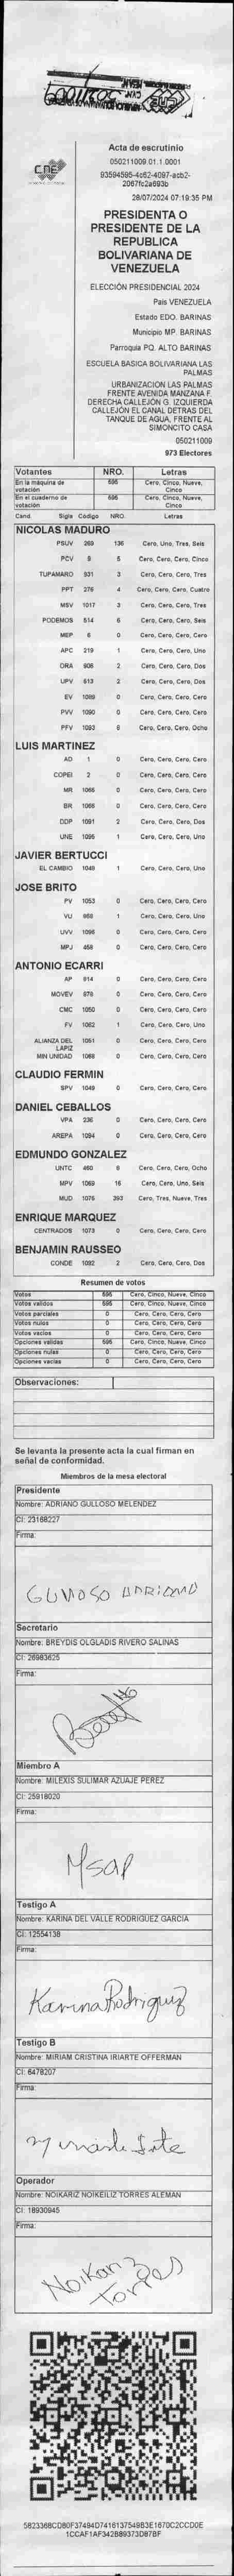 CNE
Acta de escrutinio
050211009.01.1.0001
93594595-4c62-4097-acb2-
2067fc2a693b
28/07/2024 07:19:35 PM
PRESIDENTA O
PRESIDENTE DE LA
REPUBLICA
BOLIVARIANA DE
VENEZUELA
ELECCIÓN PRESIDENCIAL 2024
País VENEZUELA
Estado EDO. BARINAS
Municipio MP. BARINAS
Parroquia PQ. ALTO BARINAS
ESCUELA BASICA BOLIVARIANA LAS
PALMAS
URBANIZACION LAS PALMAS
FRENTE AVENIDA MANZANA F.
DERECHA CALLEJÓN G. IZQUIERDA
CALLEJÓN EL CANAL DETRAS DEL
TANQUE DE AGUA, FRENTE AL
SIMONCITO CASA
050211009
973 Electores
Votantes NRO. Letras
En la máquina de votación 595 Cero, Cinco, Nueve, Cinco
En el cuaderno de votación 595 Cero, Cinco, Nueve, Cinco
Cand. Sigla Código NRO. Letras
NICOLAS MADURO
PSUV 269 136 Cero, Uno, Tres, Seis
PCV 9 5 Cero, Cero, Cero, Cinco
TUPAMARO 931 3 Cero, Cero, Cero, Tres
PPT 276 4 Cero, Cero, Cero, Cuatro
MSV 1017 3 Cero, Cero, Cero, Tres
PODEMOS 514 6 Cero, Cero, Cero, Seis
MEP 6 0 Cero, Cero, Cero, Cero
APC 219 1 Cero, Cero, Cero, Uno
ORA 906 2 Cero, Cero, Cero, Dos
UPV 613 2 Cero, Cero, Cero, Dos
EV 1089 0 Cero, Cero, Cero, Cero
PVV 1090 0 Cero, Cero, Cero, Cero
PFV 1093 8 Cero, Cero, Cero, Ocho
LUIS MARTINEZ
AD 1 0 Cero, Cero, Cero, Cero
COPEI 2 0 Cero, Cero, Cero, Cero
MR 1065 0 Cero, Cero, Cero, Cero
BR 1066 0 Cero, Cero, Cero, Cero
DDP 1091 2 Cero, Cero, Cero, Dos
UNE 1095 1 Cero, Cero, Cero, Uno
JAVIER BERTUCCI
EL CAMBIO 1048 1 Cero, Cero, Cero, Uno
JOSE BRITO
PV 1053 0 Cero, Cero, Cero, Cero
VU 969 1 Cero, Cero, Cero, Uno
UVV 1096 0 Cero, Cero, Cero, Cero
MPJ 458 0 Cero, Cero, Cero, Cero
ANTONIO ECARRI
AP 914 0 Cero, Cero, Cero, Cero
MOVEV 978 0 Cero, Cero, Cero, Cero
CMC 1050 0 Cero, Cero, Cero, Cero
FV 1062 1 Cero, Cero, Cero, Uno
ALIANZA DEL LAPIZ 1051 0 Cero, Cero, Cero, Cero
MIN UNIDAD 1068 0 Cero, Cero, Cero, Cero
CLAUDIO FERMIN
SPV 1049 0 Cero, Cero, Cero, Cero
DANIEL CEBALLOS
VPA 236 0 Cero, Cero, Cero, Cero
AREPA 1094 0 Cero, Cero, Cero, Cero
EDMUNDO GONZALEZ
UNTC 460 8 Cero, Cero, Cero, Ocho
MPV 1069 16 Cero, Cero, Uno, Seis
MUD 1075 393 Cero, Tres, Nueve, Tres
ENRIQUE MARQUEZ
CENTRADOS 1073 0 Cero, Cero, Cero, Cero
BENJAMIN RAUSSEO
CONDE 1092 2 Cero, Cero, Cero, Dos
Resumen de votos
Votos 595 Cero, Cinco, Nueve, Cinco
Votos validos 595 Cero, Cinco, Nueve, Cinco
Votos parciales 0 Cero, Cero, Cero, Cero
Votos nulos 0 Cero, Cero, Cero, Cero
Votos vacios 0 Cero, Cero, Cero, Cero
Opciones validas 595 Cero, Cinco, Nueve, Cinco
Opciones nulas 0 Cero, Cero, Cero, Cero
Opciones vacias 0 Cero, Cero, Cero, Cero
Observaciones:
Se levanta la presente acta la cual firman en
señal de conformidad.
Miembros de la mesa electoral
Presidente
Nombre: ADRIANO GULLOSO MELENDEZ
CI: 23168227
Firma:
Secretario
Nombre: BREYDIS OLGLADIS RIVERO SALINAS
CI: 26983625
Firma:
Miembro A
Nombre: MILEXIS SULIMAR AZUAJE PEREZ
CI: 25918020
Firma:
Msap
Testigo A
Nombre: KARINA DEL VALLE RODRIGUEZ GARCIA
CI: 12554138
Firma:
Karina Rodriguez
Testigo B
Nombre: MIRIAM CRISTINA IRIARTE OFFERMAN
CI: 6478207
Firma:
Operador
Nombre: NOIKARIZ NOIKEILIZ TORRES ALEMAN
CI: 18930945
Firma:
Torres
5823368CD80F37494D7416137549B3E1670C2CCD0E
1CCAF1AF342B89373D87BF